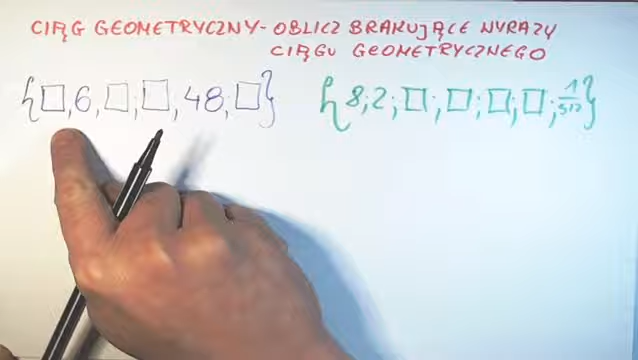 CIĄG GEOMETRYCZNY - OBLICZ BRAKUJĄCE WYRAZY
CIĄGU GEOMETRYCZNEGO
{□, 6, □; □, 48, □}
{8; 2; □; □; □; □; 1/512}